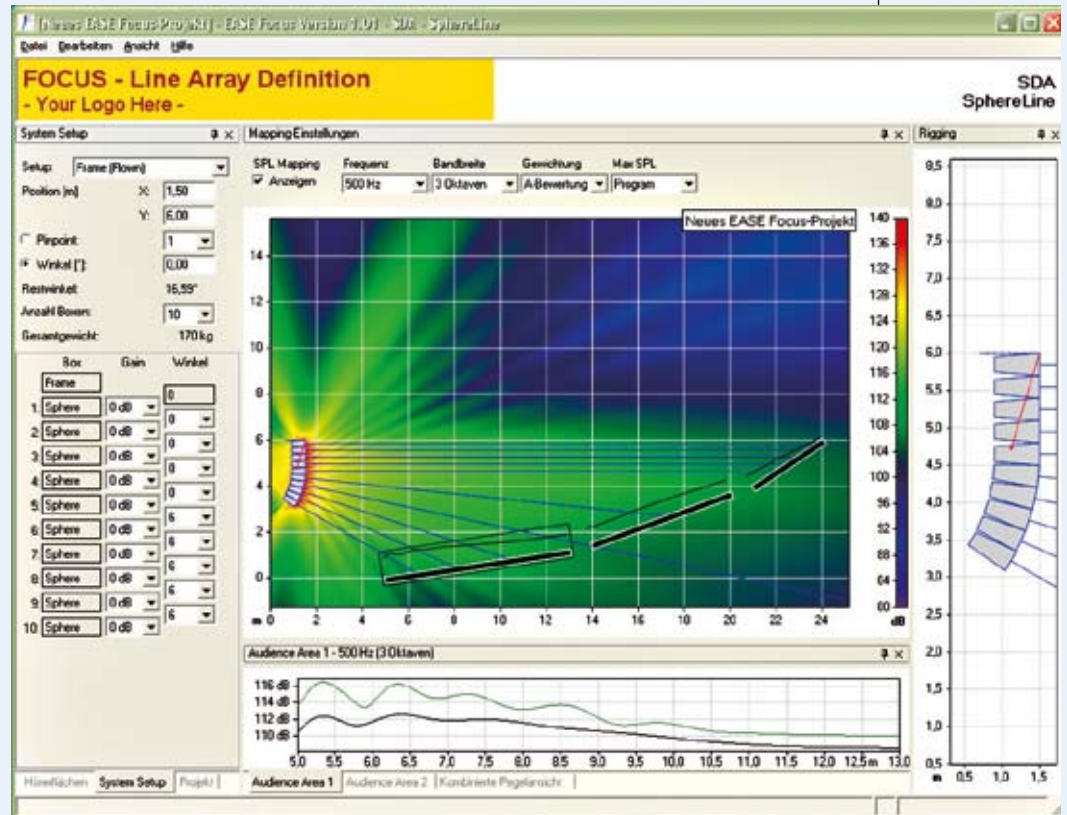 [Neues EASE Focus-Projekt] - EASE Focus Version 1.01 - SDA - SphereLine
Datei Bearbeiten Ansicht Hilfe
FOCUS - Line Array Definition
- Your Logo Here -
SDA
SphereLine
System Setup
Setup: Frame (Flown)
Position [m] X: 1,50
Y: 6,00
Pinpoint: 1
Winkel [°]: 0,00
Restwinkel: 16,59°
Anzahl Boxen: 10
Gesamtgewicht: 170 kg
Box Gain Winkel
Frame
0
1. Sphere 0 dB
0
2. Sphere 0 dB
0
3. Sphere 0 dB
0
4. Sphere 0 dB
0
5. Sphere 0 dB
6
6. Sphere 0 dB
6
7. Sphere 0 dB
6
8. Sphere 0 dB
6
9. Sphere 0 dB
6
10. Sphere 0 dB
Hörerflächen System Setup Projekt
Mapping Einstellungen
SPL Mapping Frequenz Bandbreite Gewichtung Max SPL
Anzeigen 500 Hz 3 Oktaven A-Bewertung Program
Neues EASE Focus-Projekt
14
12
10
8
6
4
2
0
m 0 2 4 6 8 10 12 14 16 18 20 22 24
140
136
132
128
124
120
116
112
108
104
100
96
92
88
84
80
dB
Audience Area 1 - 500 Hz (3 Oktaven)
116 dB
114 dB
112 dB
110 dB
5,0 5,5 6,0 6,5 7,0 7,5 8,0 8,5 9,0 9,5 10,0 10,5 11,0 11,5 12,0 12,5 m 13,0
Audience Area 1 Audience Area 2 Kombinierte Pegelansicht
Rigging
8,5
8,0
7,5
7,0
6,5
6,0
5,5
5,0
4,5
4,0
3,5
3,0
2,5
2,0
1,5
1,0
0,5
m 0,5 1,0 1,5